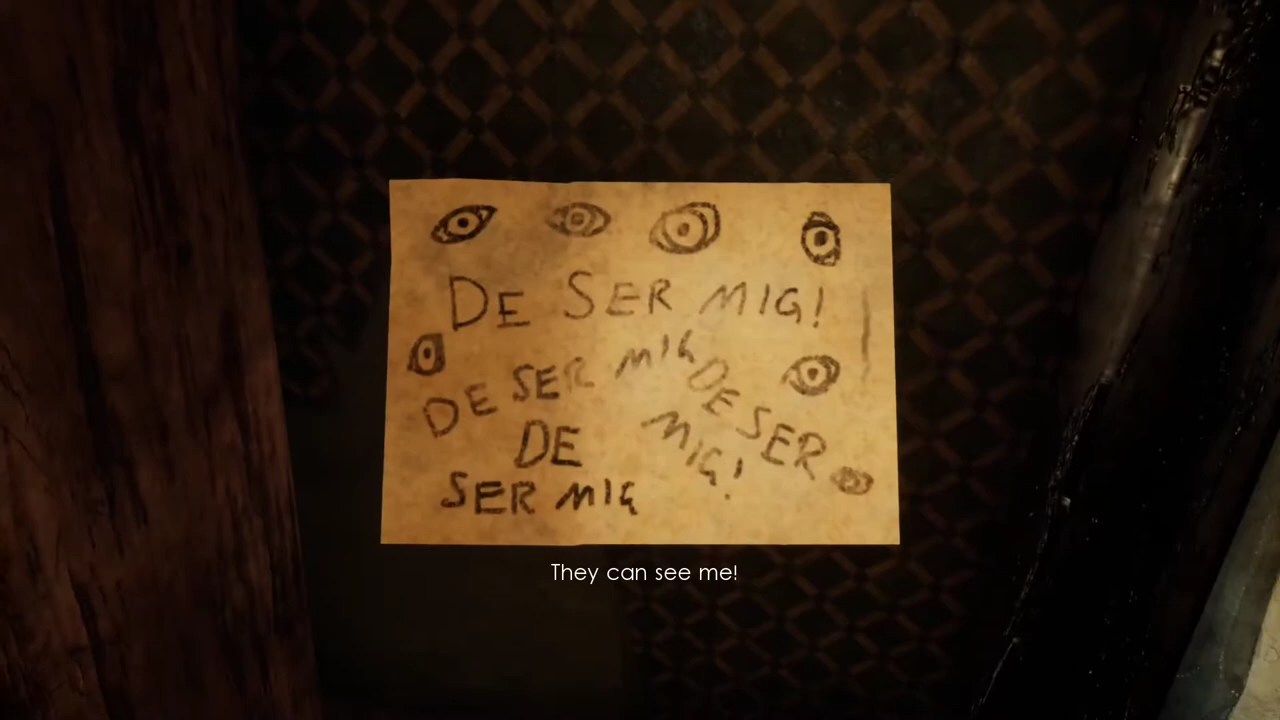 DE SER MIG!
DE SER MIG
DE SER
MIG!
DE
SER MIG
They can see me!